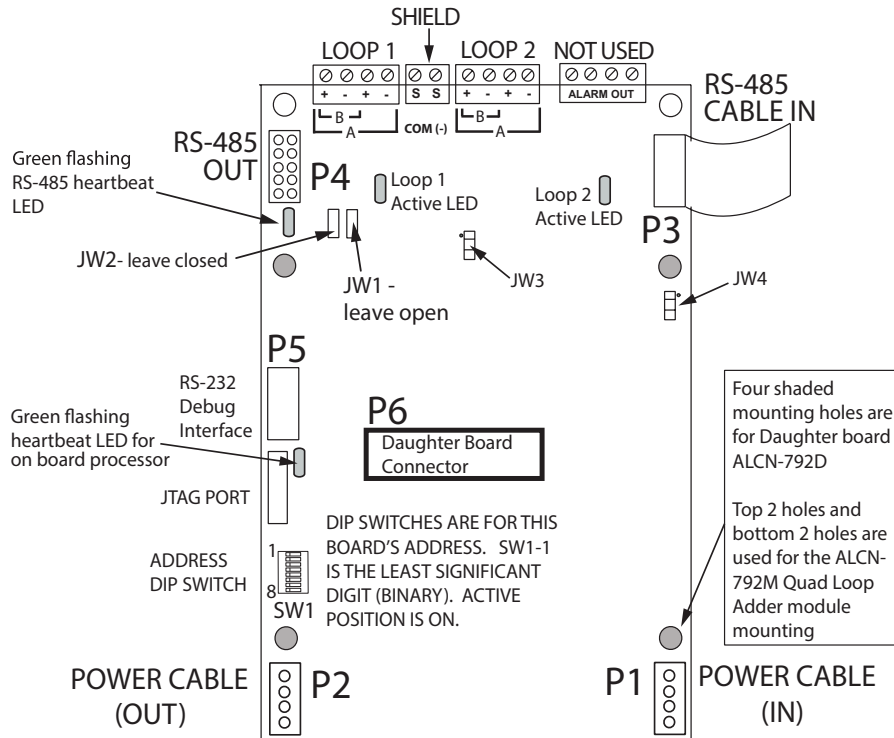 SHIELD
LOOP 1
LOOP 2
NOT USED
+ - + -
S S
+ - + -
ALARM OUT
B
A
COM (-)
B
A
RS-485
CABLE IN
RS-485
OUT
P4
Green flashing
RS-485 heartbeat
LED
Loop 1
Active LED
Loop 2
Active LED
P3
JW2- leave closed
JW1 -
leave open
JW3
JW4
P5
RS-232
Debug
Interface
Green flashing
heartbeat LED for
on board processor
P6
Daughter Board
Connector
JTAG PORT
Four shaded
mounting holes are
for Daughter board
ALCN-792D
Top 2 holes and
bottom 2 holes are
used for the ALCN-
792M Quad Loop
Adder module
mounting
ADDRESS
DIP SWITCH
1
8
SW1
DIP SWITCHES ARE FOR THIS
BOARD'S ADDRESS. SW1-1
IS THE LEAST SIGNIFICANT
DIGIT (BINARY). ACTIVE
POSITION IS ON.
POWER CABLE
(OUT)
P2
P1
POWER CABLE
(IN)